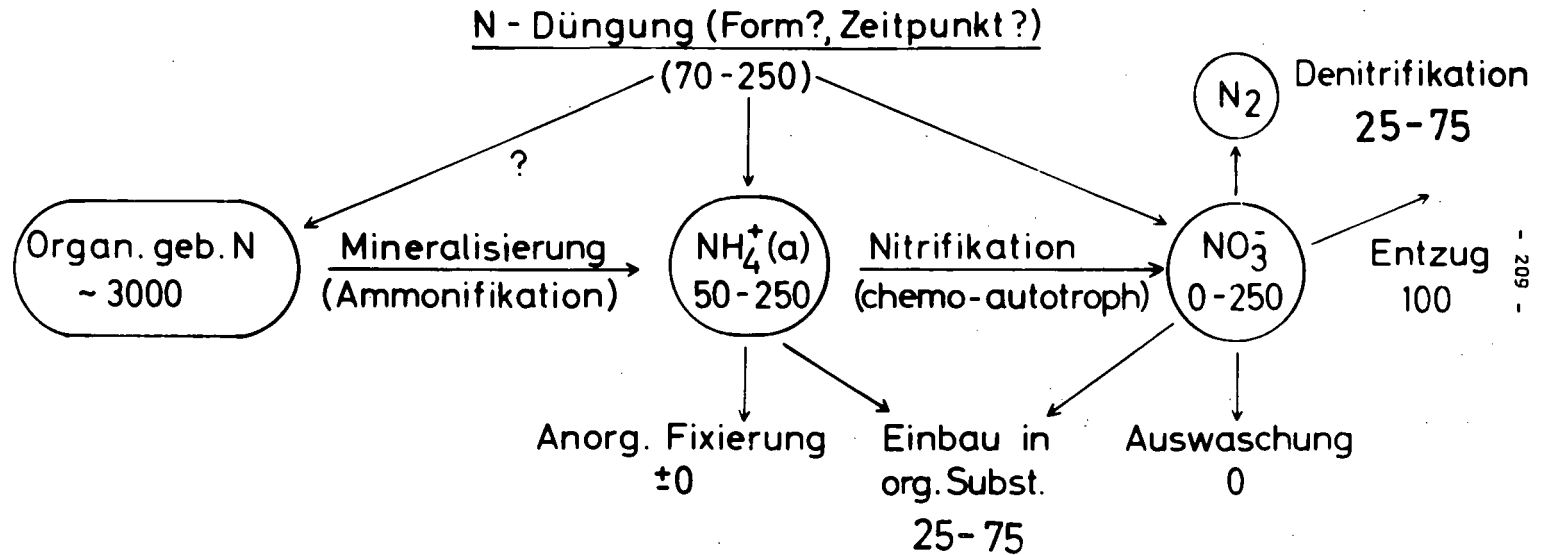 N - Düngung (Form?, Zeitpunkt?)
(70-250)
N2
Denitrifikation
25-75
?
Organ. geb. N
~ 3000
Mineralisierung
(Ammonifikation)
NH4+(a)
50-250
Nitrifikation
(chemo-autotroph)
NO3-
0-250
Entzug
100
- 209 -
Anorg. Fixierung
±0
Einbau in
org. Subst.
25-75
Auswaschung
0